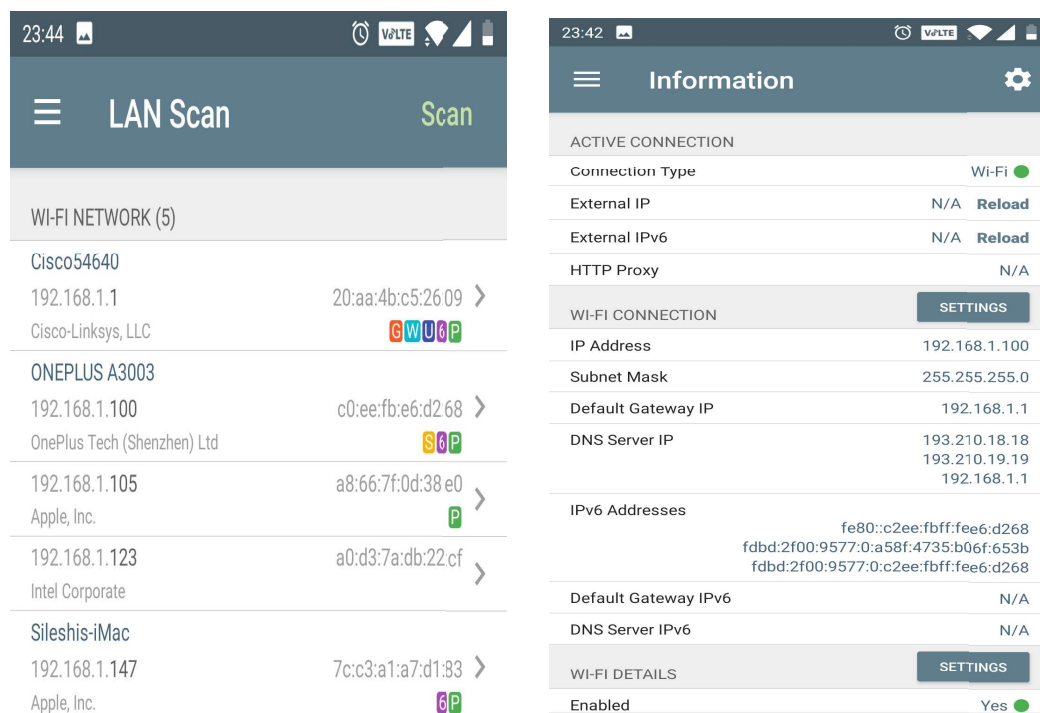 23:44 VoLTE
LAN Scan Scan
WI-FI NETWORK (5)
Cisco54640
192.168.1.1 20:aa:4b:c5:26:09
Cisco-Linksys, LLC G W U 6 P
ONEPLUS A3003
192.168.1.100 c0:ee:fb:e6:d2:68
OnePlus Tech (Shenzhen) Ltd S 6 P
192.168.1.105 a8:66:7f:0d:38:e0
Apple, Inc. P
192.168.1.123 a0:d3:7a:db:22:cf
Intel Corporate
Sileshis-iMac
192.168.1.147 7c:c3:a1:a7:d1:83
Apple, Inc. 6 P
23:42 VoLTE
Information
ACTIVE CONNECTION
Connection Type Wi-Fi
External IP N/A Reload
External IPv6 N/A Reload
HTTP Proxy N/A
WI-FI CONNECTION SETTINGS
IP Address 192.168.1.100
Subnet Mask 255.255.255.0
Default Gateway IP 192.168.1.1
DNS Server IP 193.210.18.18
193.210.19.19
192.168.1.1
IPv6 Addresses
fe80::c2ee:fbff:fee6:d268
fdbd:2f00:9577:0:a58f:4735:b06f:653b
fdbd:2f00:9577:0:c2ee:fbff:fee6:d268
Default Gateway IPv6 N/A
DNS Server IPv6 N/A
WI-FI DETAILS SETTINGS
Enabled Yes